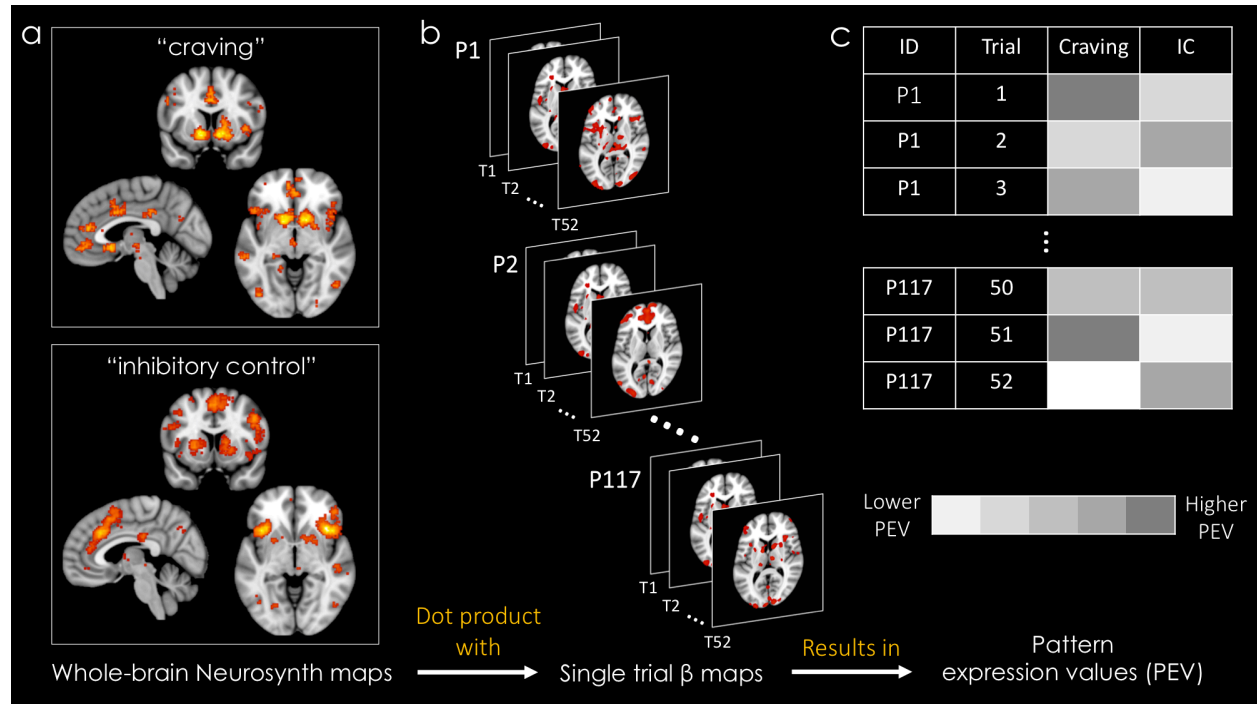 a
“craving”
“inhibitory control”
Whole-brain Neurosynth maps
Dot product
with
b
P1
T1
T2
T52
P2
T1
T2
T52
P117
T1
T2
T52
Single trial β maps
Results in
c
ID Trial Craving IC
P1 1
P1 2
P1 3
P117 50
P117 51
P117 52
Lower
PEV
Higher
PEV
Pattern
expression values (PEV)